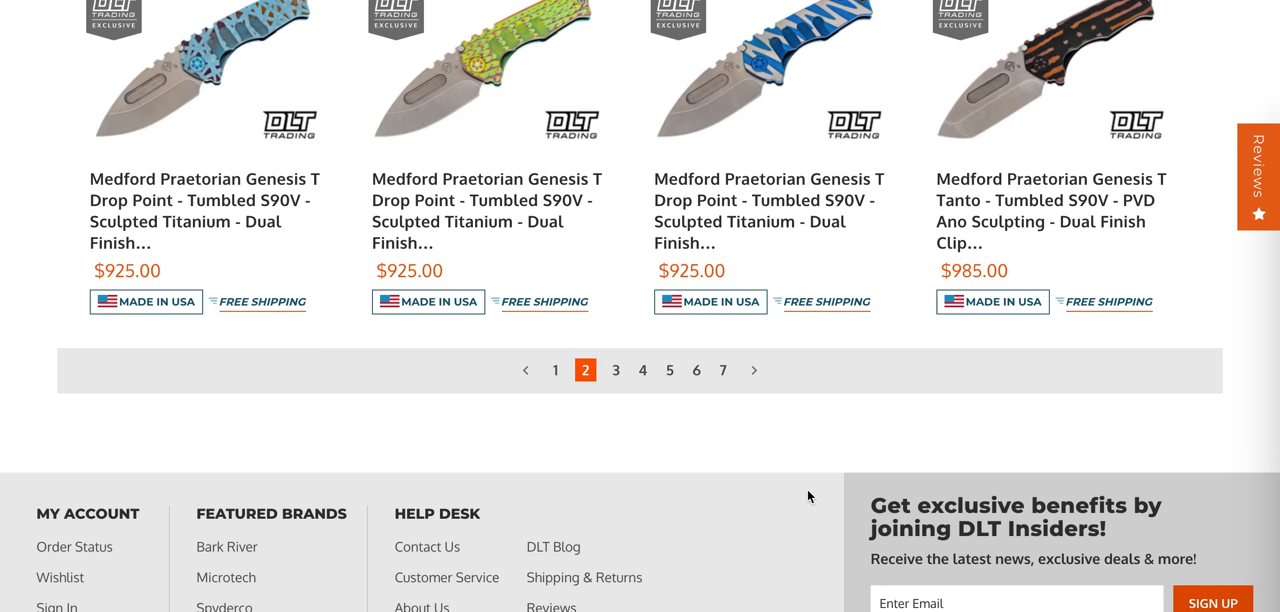 DLT
TRADING
EXCLUSIVE
DLT
TRADING
EXCLUSIVE
DLT
TRADING
EXCLUSIVE
DLT
TRADING
EXCLUSIVE
DLT
TRADING
DLT
TRADING
DLT
TRADING
DLT
TRADING
Medford Praetorian Genesis T
Drop Point - Tumbled S90V -
Sculpted Titanium - Dual
Finish...
$925.00
MADE IN USA FREE SHIPPING
Medford Praetorian Genesis T
Drop Point - Tumbled S90V -
Sculpted Titanium - Dual
Finish...
$925.00
MADE IN USA FREE SHIPPING
Medford Praetorian Genesis T
Drop Point - Tumbled S90V -
Sculpted Titanium - Dual
Finish...
$925.00
MADE IN USA FREE SHIPPING
Medford Praetorian Genesis T
Tanto - Tumbled S90V - PVD
Ano Sculpting - Dual Finish
Clip...
$985.00
MADE IN USA FREE SHIPPING
Reviews
< 1 2 3 4 5 6 7 >
MY ACCOUNT
Order Status
Wishlist
Sign In
FEATURED BRANDS
Bark River
Microtech
Spyderco
HELP DESK
Contact Us
Customer Service
About Us
DLT Blog
Shipping & Returns
Reviews
Get exclusive benefits by
joining DLT Insiders!
Receive the latest news, exclusive deals & more!
Enter Email
SIGN UP